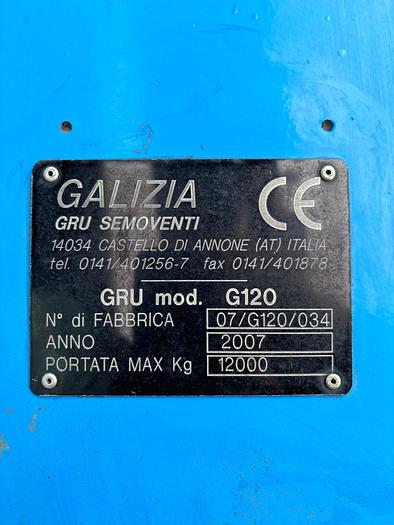 GALIZIA CE
GRU SEMOVENTI
14034 CASTELLO DI ANNONE (AT) ITALIA
tel. 0141/401256-7 fax 0141/401878
GRU mod. G120
N° di FABBRICA 07/G120/034
ANNO 2007
PORTATA MAX Kg 12000